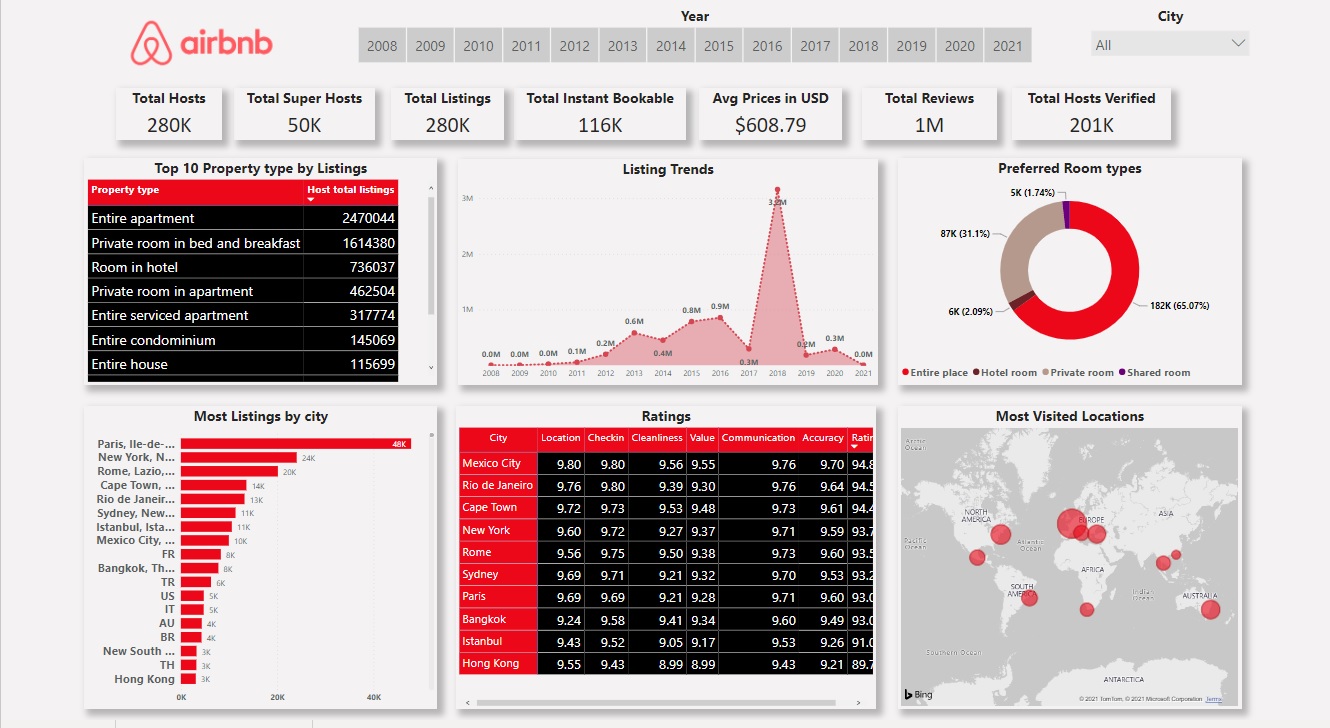 airbnb
Year
2008 2009 2010 2011 2012 2013 2014 2015 2016 2017 2018 2019 2020 2021
City
All
Total Hosts
280K
Total Super Hosts
50K
Total Listings
280K
Total Instant Bookable
116K
Avg Prices in USD
$608.79
Total Reviews
1M
Total Hosts Verified
201K
Top 10 Property type by Listings
Property type Host total listings
Entire apartment 2470044
Private room in bed and breakfast 1614380
Room in hotel 736037
Private room in apartment 462504
Entire serviced apartment 317774
Entire condominium 145069
Entire house 115699
Listing Trends
3M
2M
1M
0.0M 0.0M 0.0M 0.1M 0.2M 0.6M 0.4M 0.8M 0.9M 0.3M 3.2M 0.2M 0.3M 0.0M
2008 2009 2010 2011 2012 2013 2014 2015 2016 2017 2018 2019 2020 2021
Preferred Room types
5K (1.74%)
87K (31.1%)
6K (2.09%)
182K (65.07%)
Entire place Hotel room Private room Shared room
Most Listings by city
Paris, Ile-de-... 48K
New York, N... 24K
Rome, Lazio,... 20K
Cape Town, ... 14K
Rio de Janeir... 13K
Sydney, New... 11K
Istanbul, Ista... 11K
Mexico City, ... 10K
FR 8K
Bangkok, Th... 8K
TR 6K
US 5K
IT 5K
AU 4K
BR 4K
New South ... 3K
TH 3K
Hong Kong 3K
0K 20K 40K
Ratings
City Location Checkin Cleanliness Value Communication Accuracy Ratin
Mexico City 9.80 9.80 9.56 9.55 9.76 9.70 94.8
Rio de Janeiro 9.76 9.80 9.39 9.30 9.76 9.64 94.5
Cape Town 9.72 9.73 9.53 9.48 9.73 9.61 94.4
New York 9.60 9.72 9.27 9.37 9.71 9.59 93.7
Rome 9.56 9.75 9.50 9.38 9.73 9.60 93.5
Sydney 9.69 9.71 9.21 9.32 9.70 9.53 93.2
Paris 9.69 9.69 9.21 9.28 9.71 9.60 93.0
Bangkok 9.24 9.58 9.41 9.34 9.60 9.49 93.0
Istanbul 9.43 9.52 9.05 9.17 9.53 9.26 91.0
Hong Kong 9.55 9.43 8.99 8.99 9.43 9.21 89.7
Most Visited Locations
Arctic
Ocean
NORTH
AMERICA
EUROPE
ASIA
Pacific
Ocean
Atlantic
Ocean
AFRICA
SOUTH
AMERICA
Indian
Ocean
AUSTRALIA
Southern Ocean
ANTARCTICA
Bing
© 2021 TomTom, © 2021 Microsoft Corporation Terms